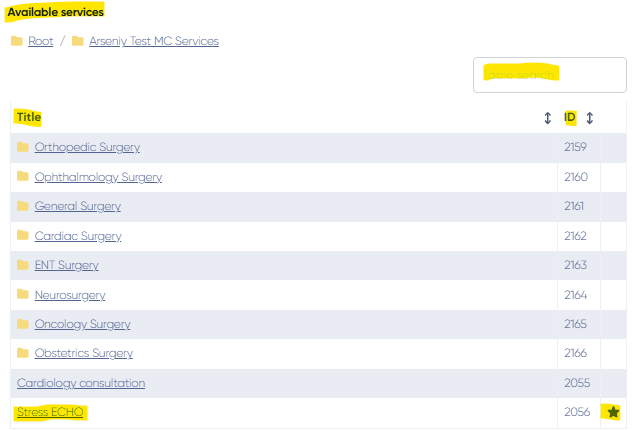 Available services
Root / Arseniy Test MC Services
Table search
Title ID
Orthopedic Surgery 2159
Ophthalmology Surgery 2160
General Surgery 2161
Cardiac Surgery 2162
ENT Surgery 2163
Neurosurgery 2164
Oncology Surgery 2165
Obstetrics Surgery 2166
Cardiology consultation 2055
Stress ECHO 2056